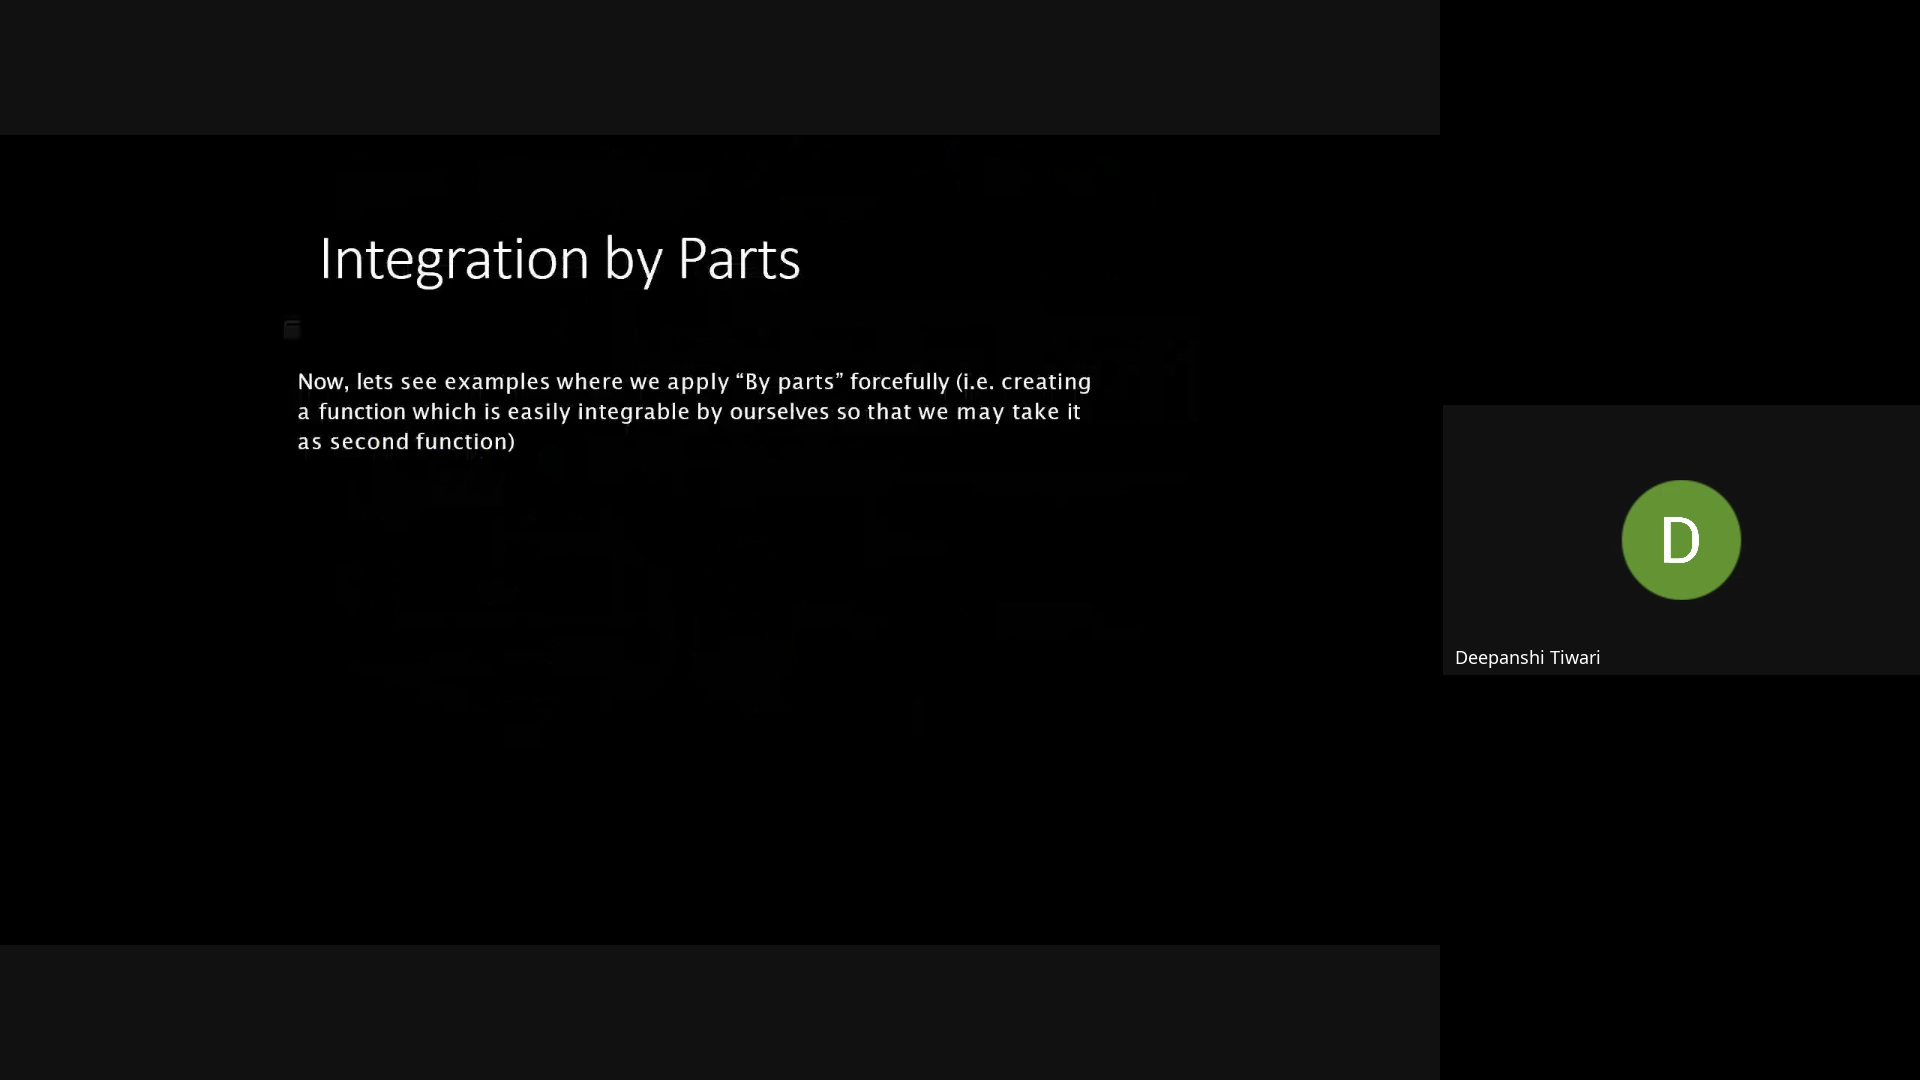 Integration by Parts
Now, lets see examples where we apply “By parts” forcefully (i.e. creating
a function which is easily integrable by ourselves so that we may take it
as second function)
D
Deepanshi Tiwari